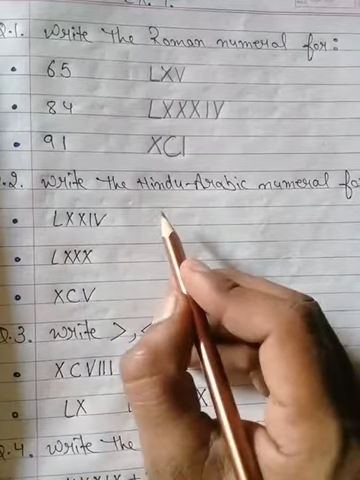 Q.1. Write the Roman numeral for:
• 65 LXV
• 84 LXXXIV
• 91 XCI
Q.2. Write the Hindu-Arabic numeral fo
• LXXIV
• LXXX
• XCV
Q.3. Write >, <
• XCVIII
• LX
Q.4. Write the